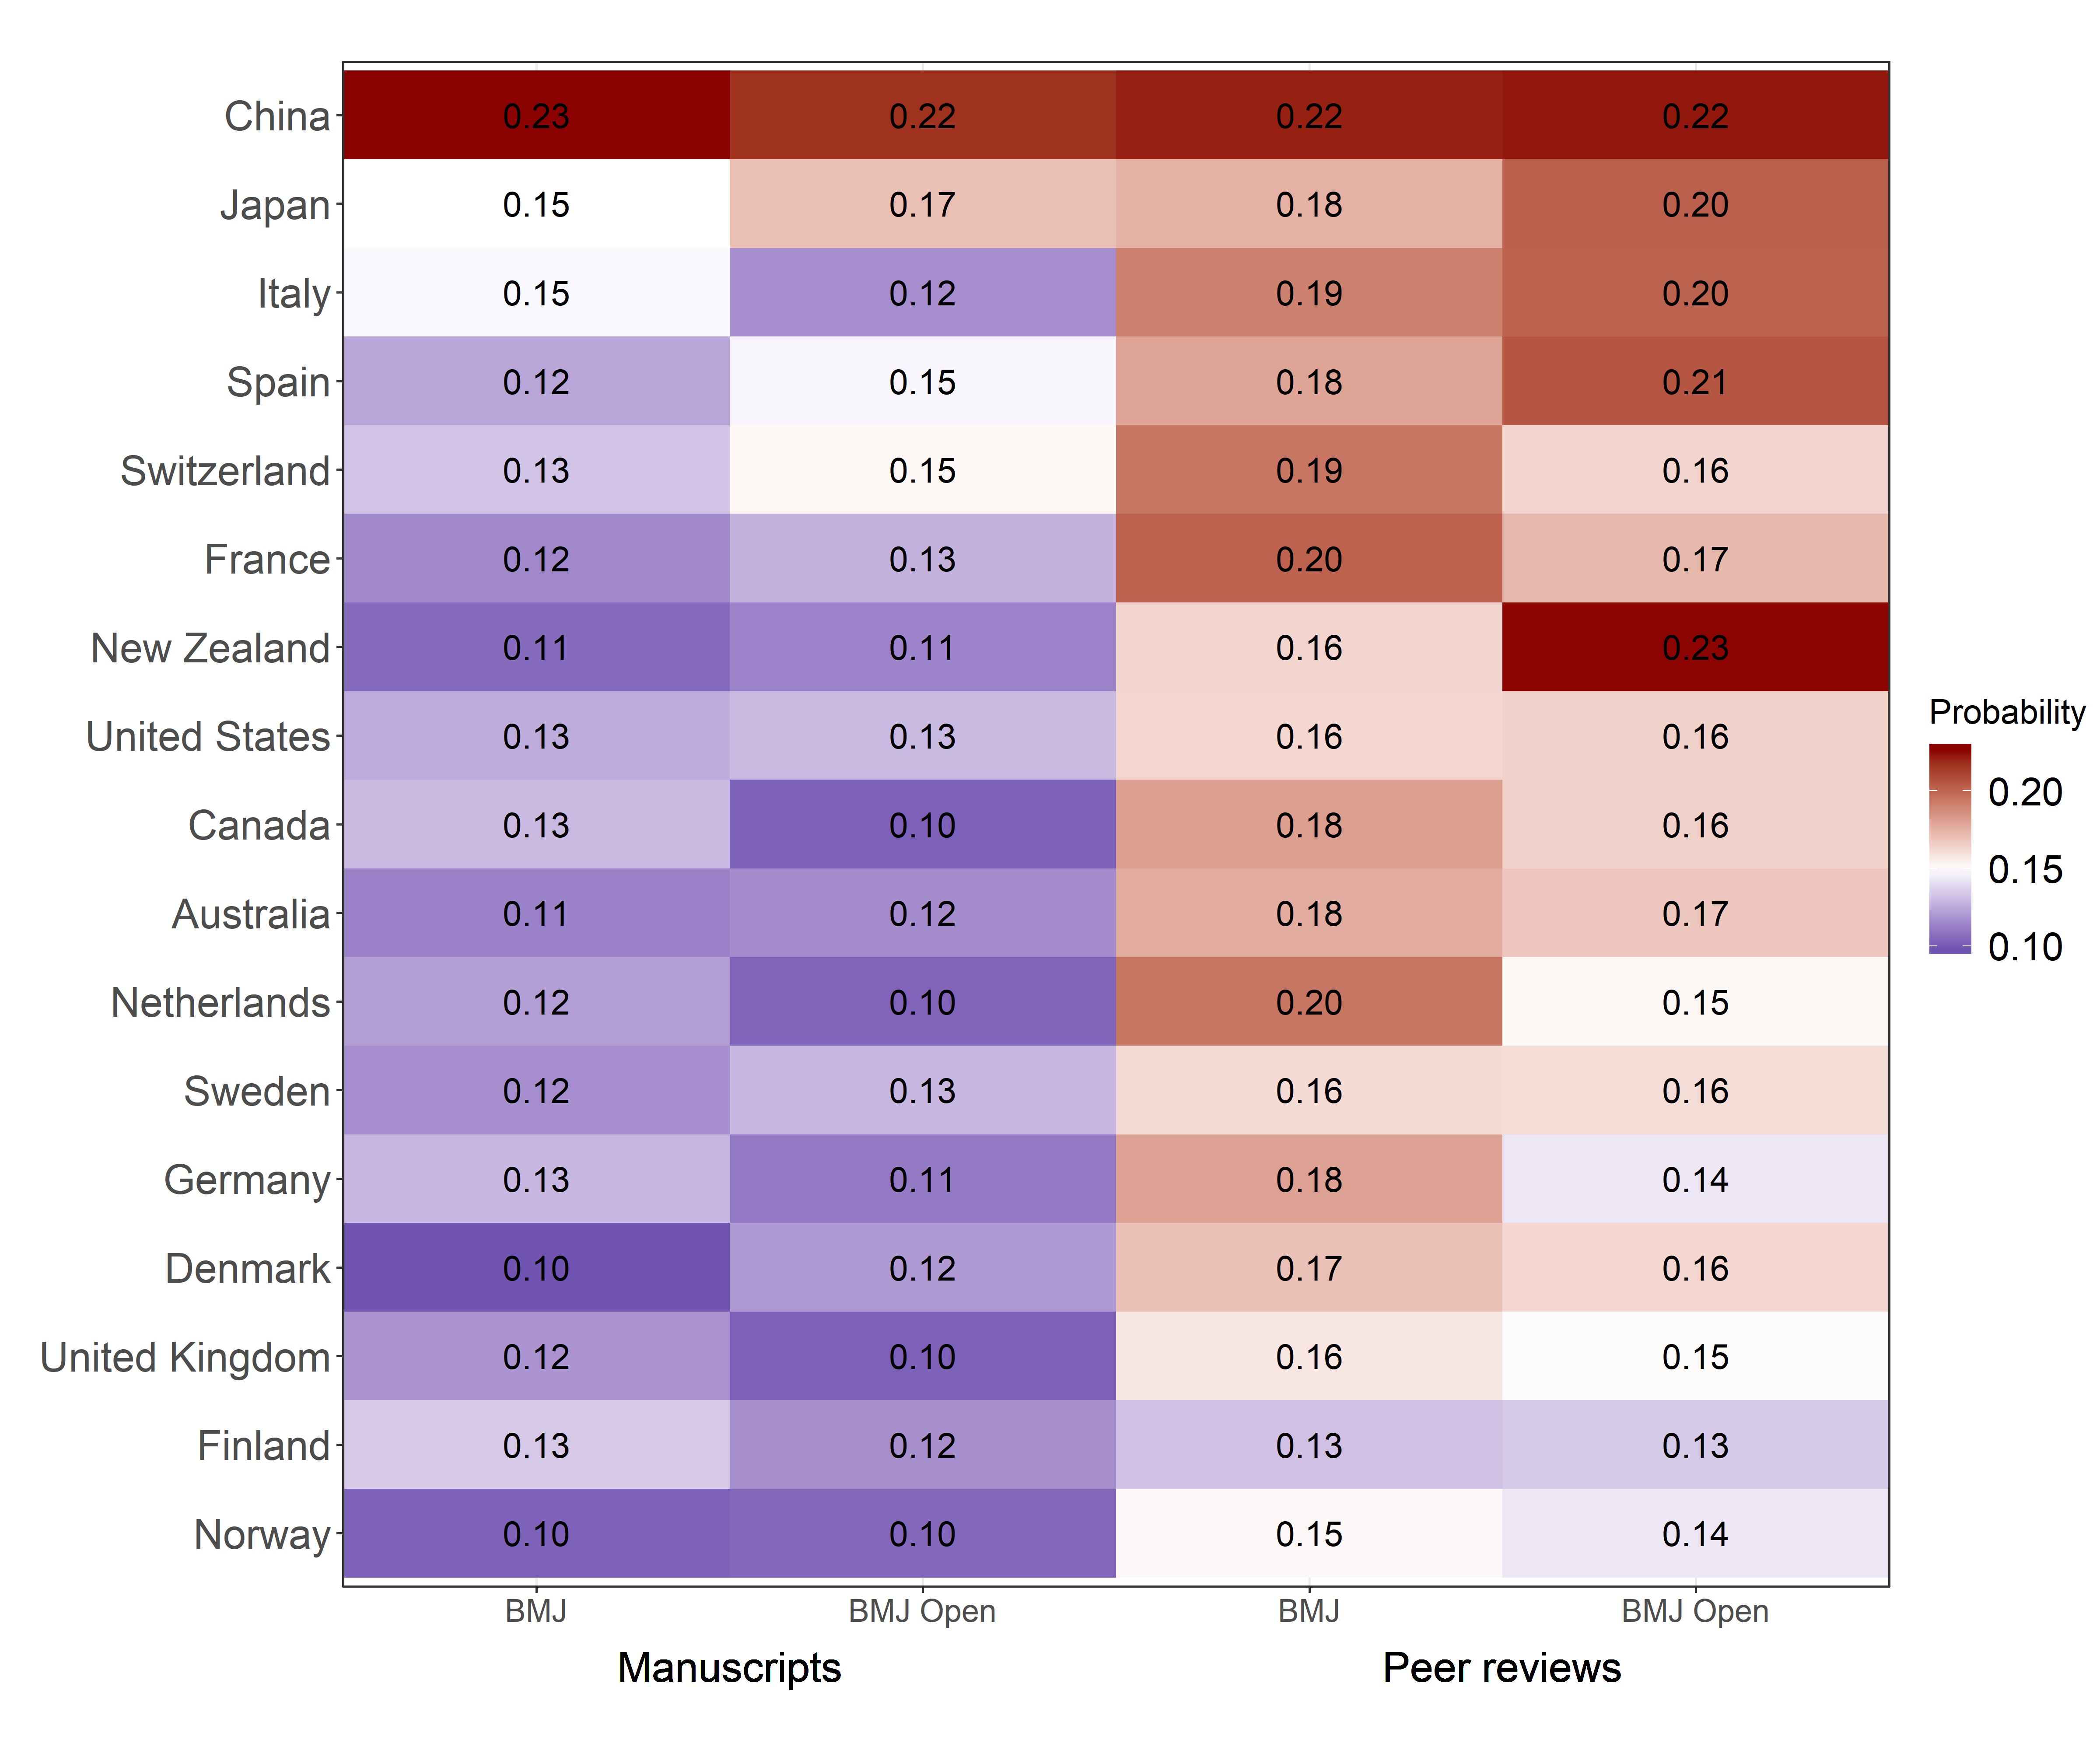 China 0.23 0.22 0.22 0.22
Japan 0.15 0.17 0.18 0.20
Italy 0.15 0.12 0.19 0.20
Spain 0.12 0.15 0.18 0.21
Switzerland 0.13 0.15 0.19 0.16
France 0.12 0.13 0.20 0.17
New Zealand 0.11 0.11 0.16 0.23
United States 0.13 0.13 0.16 0.16
Canada 0.13 0.10 0.18 0.16
Australia 0.11 0.12 0.18 0.17
Netherlands 0.12 0.10 0.20 0.15
Sweden 0.12 0.13 0.16 0.16
Germany 0.13 0.11 0.18 0.14
Denmark 0.10 0.12 0.17 0.16
United Kingdom 0.12 0.10 0.16 0.15
Finland 0.13 0.12 0.13 0.13
Norway 0.10 0.10 0.15 0.14
BMJ BMJ Open BMJ BMJ Open
Manuscripts Peer reviews
Probability
0.20
0.15
0.10